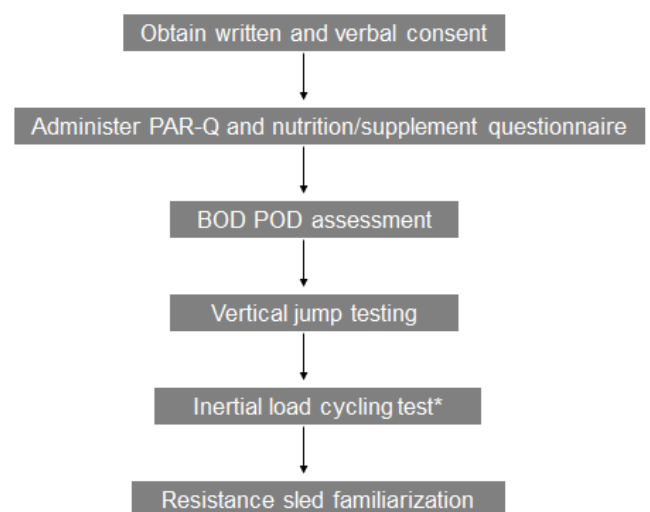 Obtain written and verbal consent
Administer PAR-Q and nutrition/supplement questionnaire
BOD POD assessment
Vertical jump testing
Inertial load cycling test*
Resistance sled familiarization